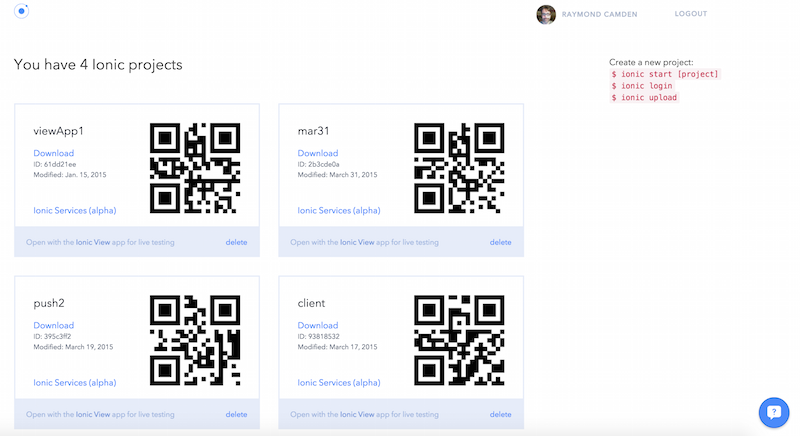 RAYMOND CAMDEN
LOGOUT
You have 4 Ionic projects
Create a new project:
$ ionic start [project]
$ ionic login
$ ionic upload
viewApp1
Download
ID: 61dd21ee
Modified: Jan. 15, 2015
Ionic Services (alpha)
Open with the Ionic View app for live testing
delete
mar31
Download
ID: 2b3cde0a
Modified: March 31, 2015
Ionic Services (alpha)
Open with the Ionic View app for live testing
delete
push2
Download
ID: 395c3ff2
Modified: March 19, 2015
Ionic Services (alpha)
Open with the Ionic View app for live testing
delete
client
Download
ID: 93818532
Modified: March 17, 2015
Ionic Services (alpha)
Open with the Ionic View app for live testing
delete
?